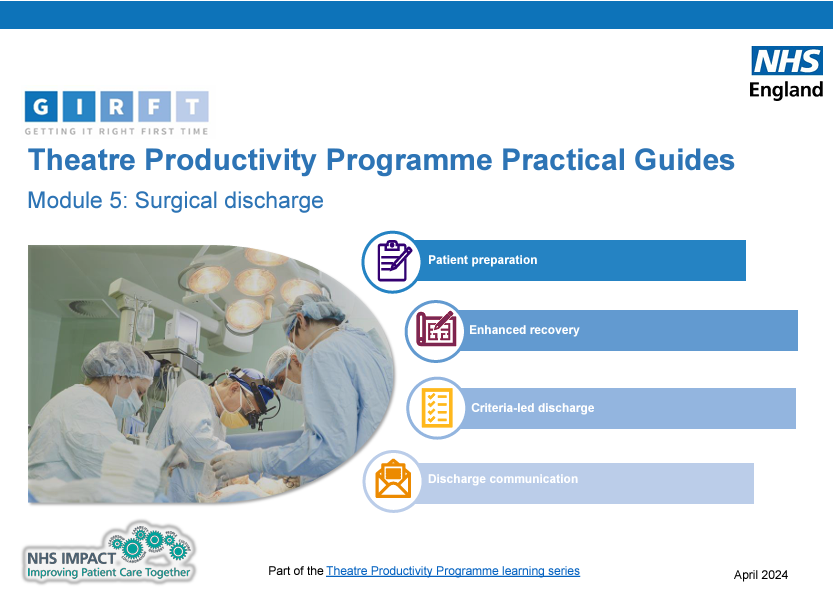 NHS
England
GIRFT
GETTING IT RIGHT FIRST TIME
Theatre Productivity Programme Practical Guides
Module 5: Surgical discharge
Patient preparation
Enhanced recovery
Criteria-led discharge
Discharge communication
NHS IMPACT
Improving Patient Care Together
Part of the Theatre Productivity Programme learning series
April 2024